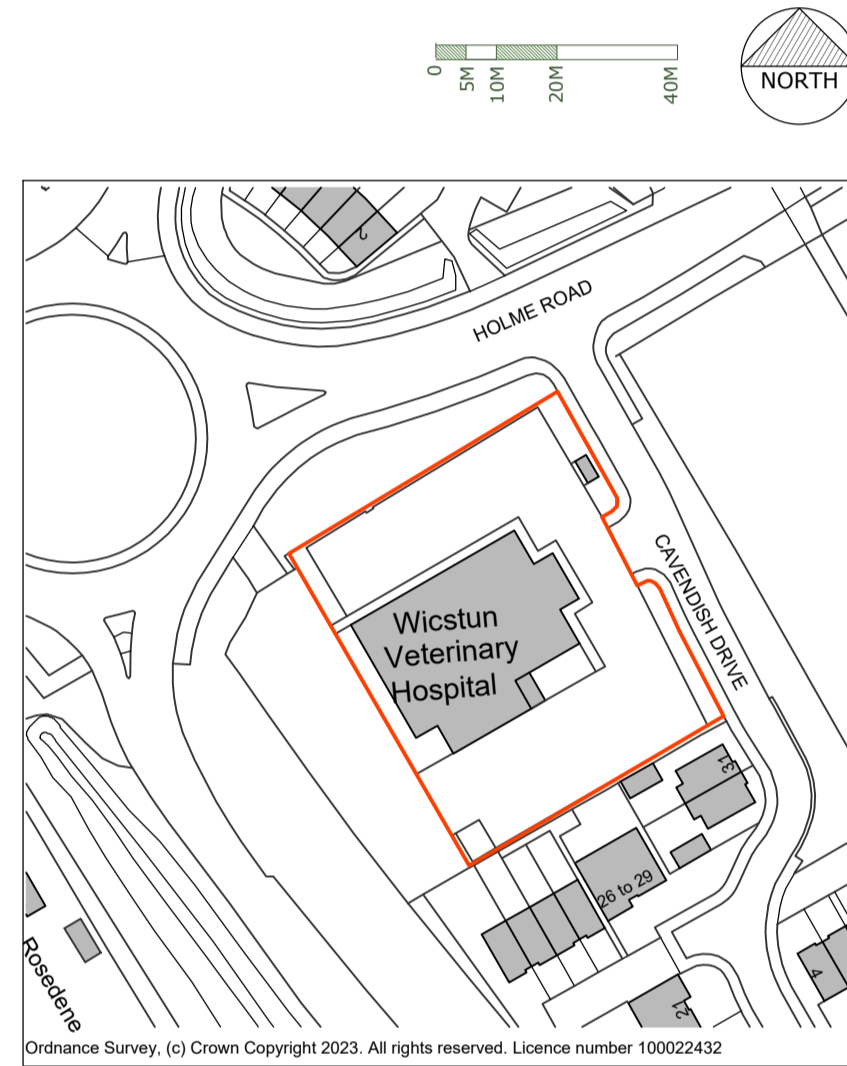 0
5M
10M
20M
40M
NORTH
2
HOLME ROAD
CAVENDISH DRIVE
Wicstun
Veterinary
Hospital
31
26 to 29
21
4
Rosedene
Ordnance Survey, (c) Crown Copyright 2023. All rights reserved. Licence number 100022432